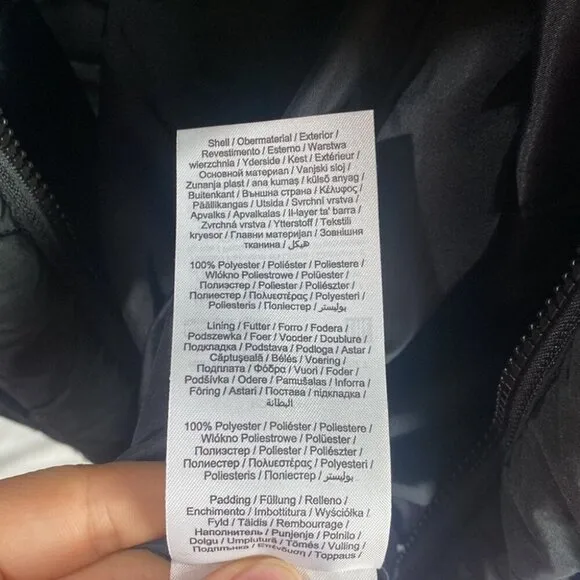 Shell / Obermaterial / Exterior /
Revestimento / Esterno / Warstwa
wierzchnia / Yderside / Kest / Extérieur /
Основной материал / Vanjski sloj /
Zunanja plast / ana kumaş / külső anyag /
Buitenkant / Външна страна / Κέλυφος /
Päällikangas / Utsida / Svrchní vrstva /
Apvalks / Apvalkalas / Il-layer ta' barra /
Zvrchná vrstva / Ytterstoff / Tekstili
kryesor / Главни материјал / Зовнішня
тканина / هيكل
100% Polyester / Poliéster / Poliestere /
Włókno Poliestrowe / Polüester /
Полиэстер / Poliester / Poliészter /
Полиестер / Πολυεστέρας / Polyesteri /
Poliesteris / Поліестер / بوليستر
Lining / Futter / Forro / Fodera /
Podszewka / Foer / Vooder / Doublure /
Подкладка / Podstava / Podloga / Astar /
Căptușeală / Bélés / Voering /
Подплата / Φόδρα / Vuori / Foder /
Podšívka / Odere / Pamušalas / Inforra /
Fôring / Astari / Постава / підкладка /
البطانة
100% Polyester / Poliéster / Poliestere /
Włókno Poliestrowe / Polüester /
Полиэстер / Poliester / Poliészter /
Полиестер / Πολυεστέρας / Polyesteri /
Poliesteris / Поліестер / بوليستر
Padding / Füllung / Relleno /
Enchimento / Imbottitura / Wyściółka /
Fyld / Täidis / Rembourrage /
Наполнитель / Punjenje / Polnilo /
Dolgu / Umplutură / Tömés / Vulling /
Подплънка / Επένδυση / Toppaus /